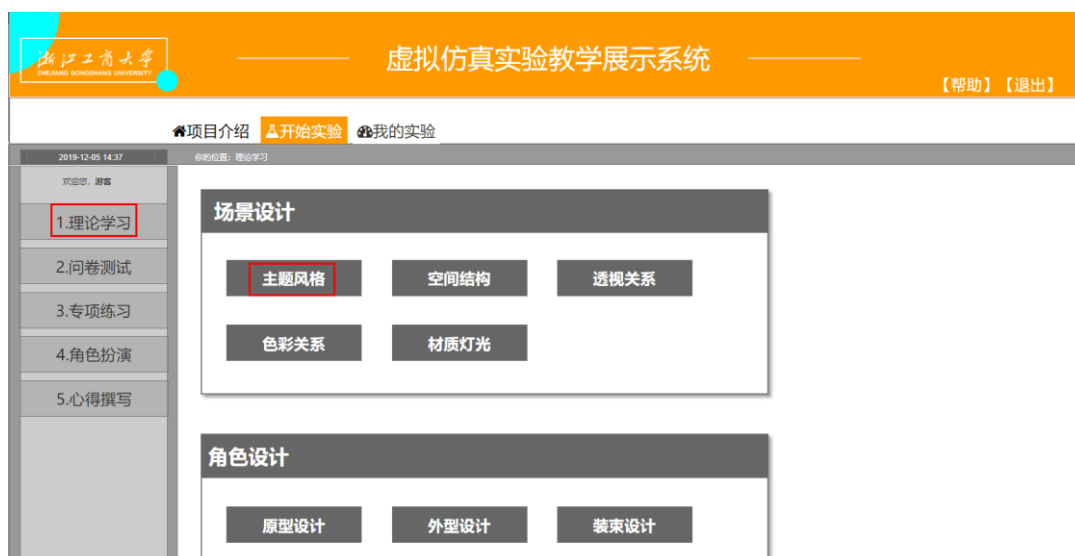 浙江工商大学
ZHEJIANG GONGSHANG UNIVERSITY
虚拟仿真实验教学展示系统
【帮助】【退出】
项目介绍 开始实验 我的实验
2019-12-05 14:37 你的位置：理论学习
欢迎您，游客
1.理论学习
2.问卷测试
3.专项练习
4.角色扮演
5.心得撰写
场景设计
主题风格 空间结构 透视关系
色彩关系 材质灯光
角色设计
原型设计 外型设计 装束设计